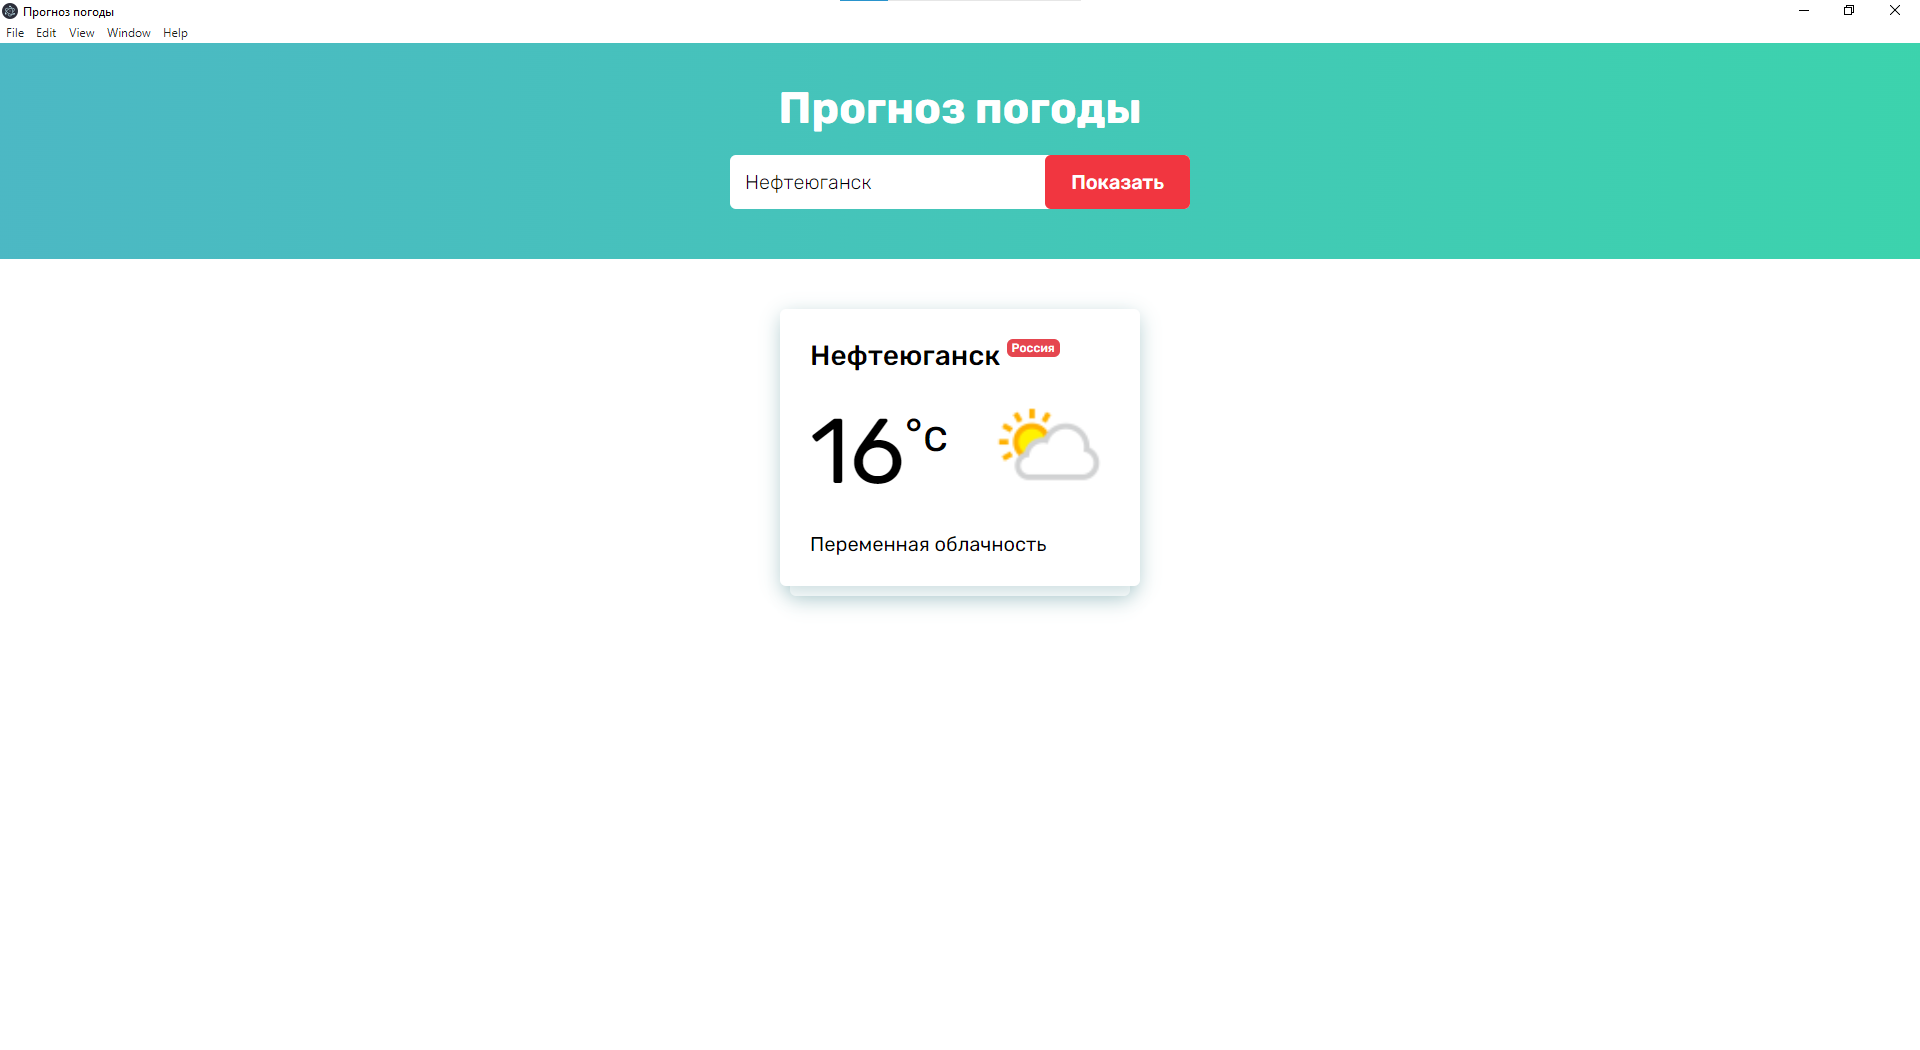 Прогноз погоды
File Edit View Window Help
Прогноз погоды
Нефтеюганск Показать
Нефтеюганск Россия
16 °c
Переменная облачность